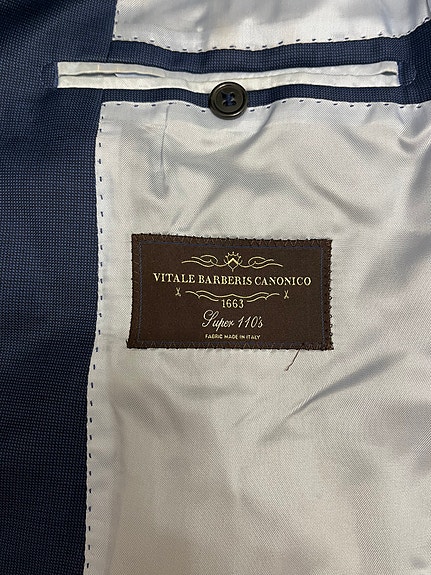 VITALE BARBERIS CANONICO
1663
Super 110's
FABRIC MADE IN ITALY